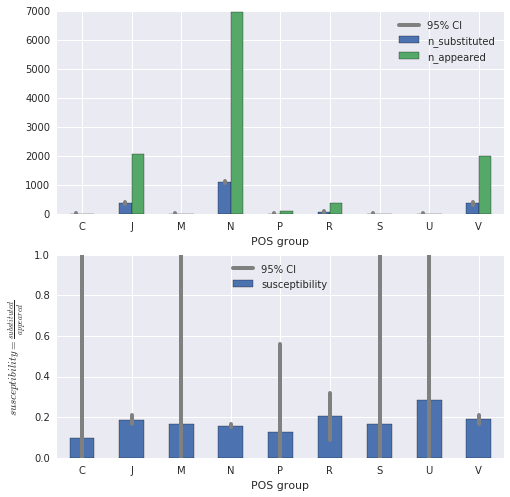 7000
6000
5000
4000
3000
2000
1000
0
95% CI
n_substituted
n_appeared
C J M N P R S U V
POS group
1.0
0.8
0.6
0.4
0.2
0.0
susceptibility = substituted/appeared
95% CI
susceptibility
C J M N P R S U V
POS group